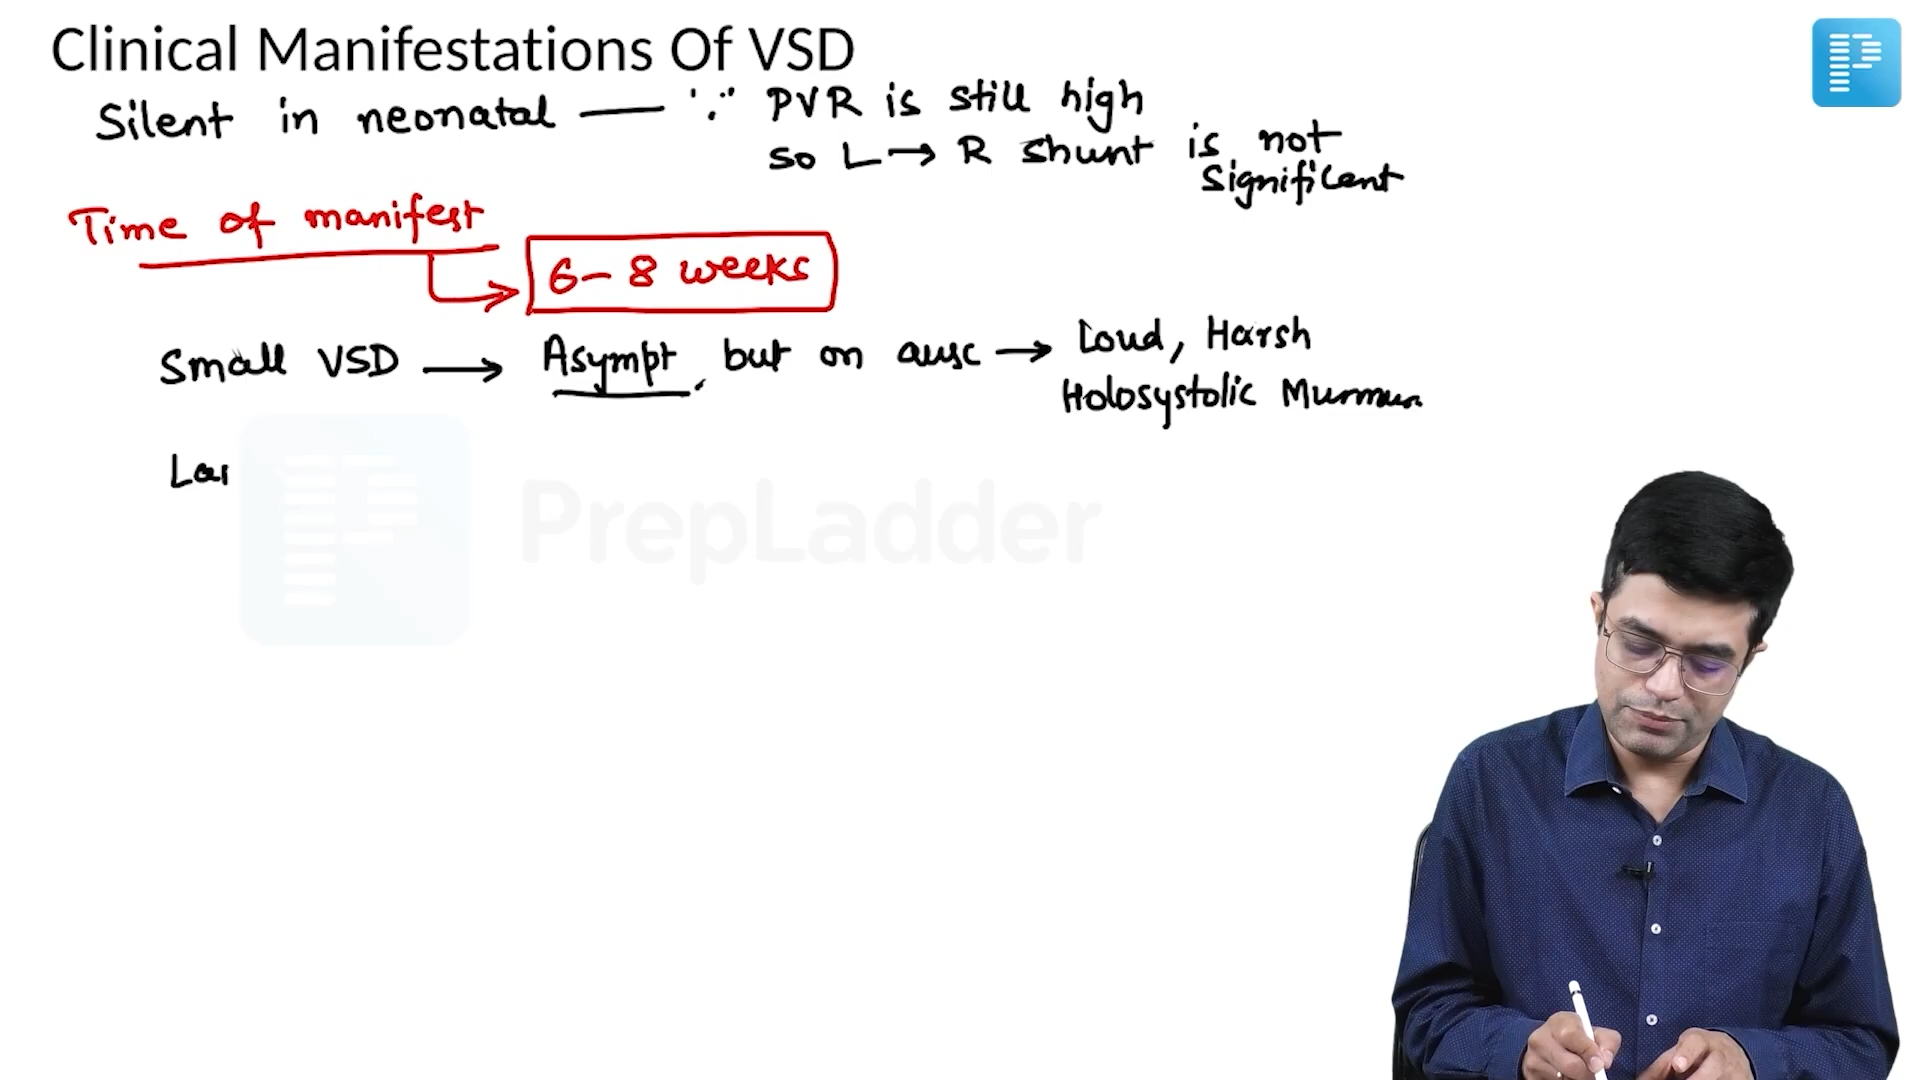 Clinical Manifestations Of VSD
Silent in neonatal — ∵ PVR is still high
so L → R shunt is not
significant
Time of manifest
6-8 weeks
Small VSD → Asympt, but on ausc → Loud, Harsh
Holosystolic Murmur
Lar
PrepLadder